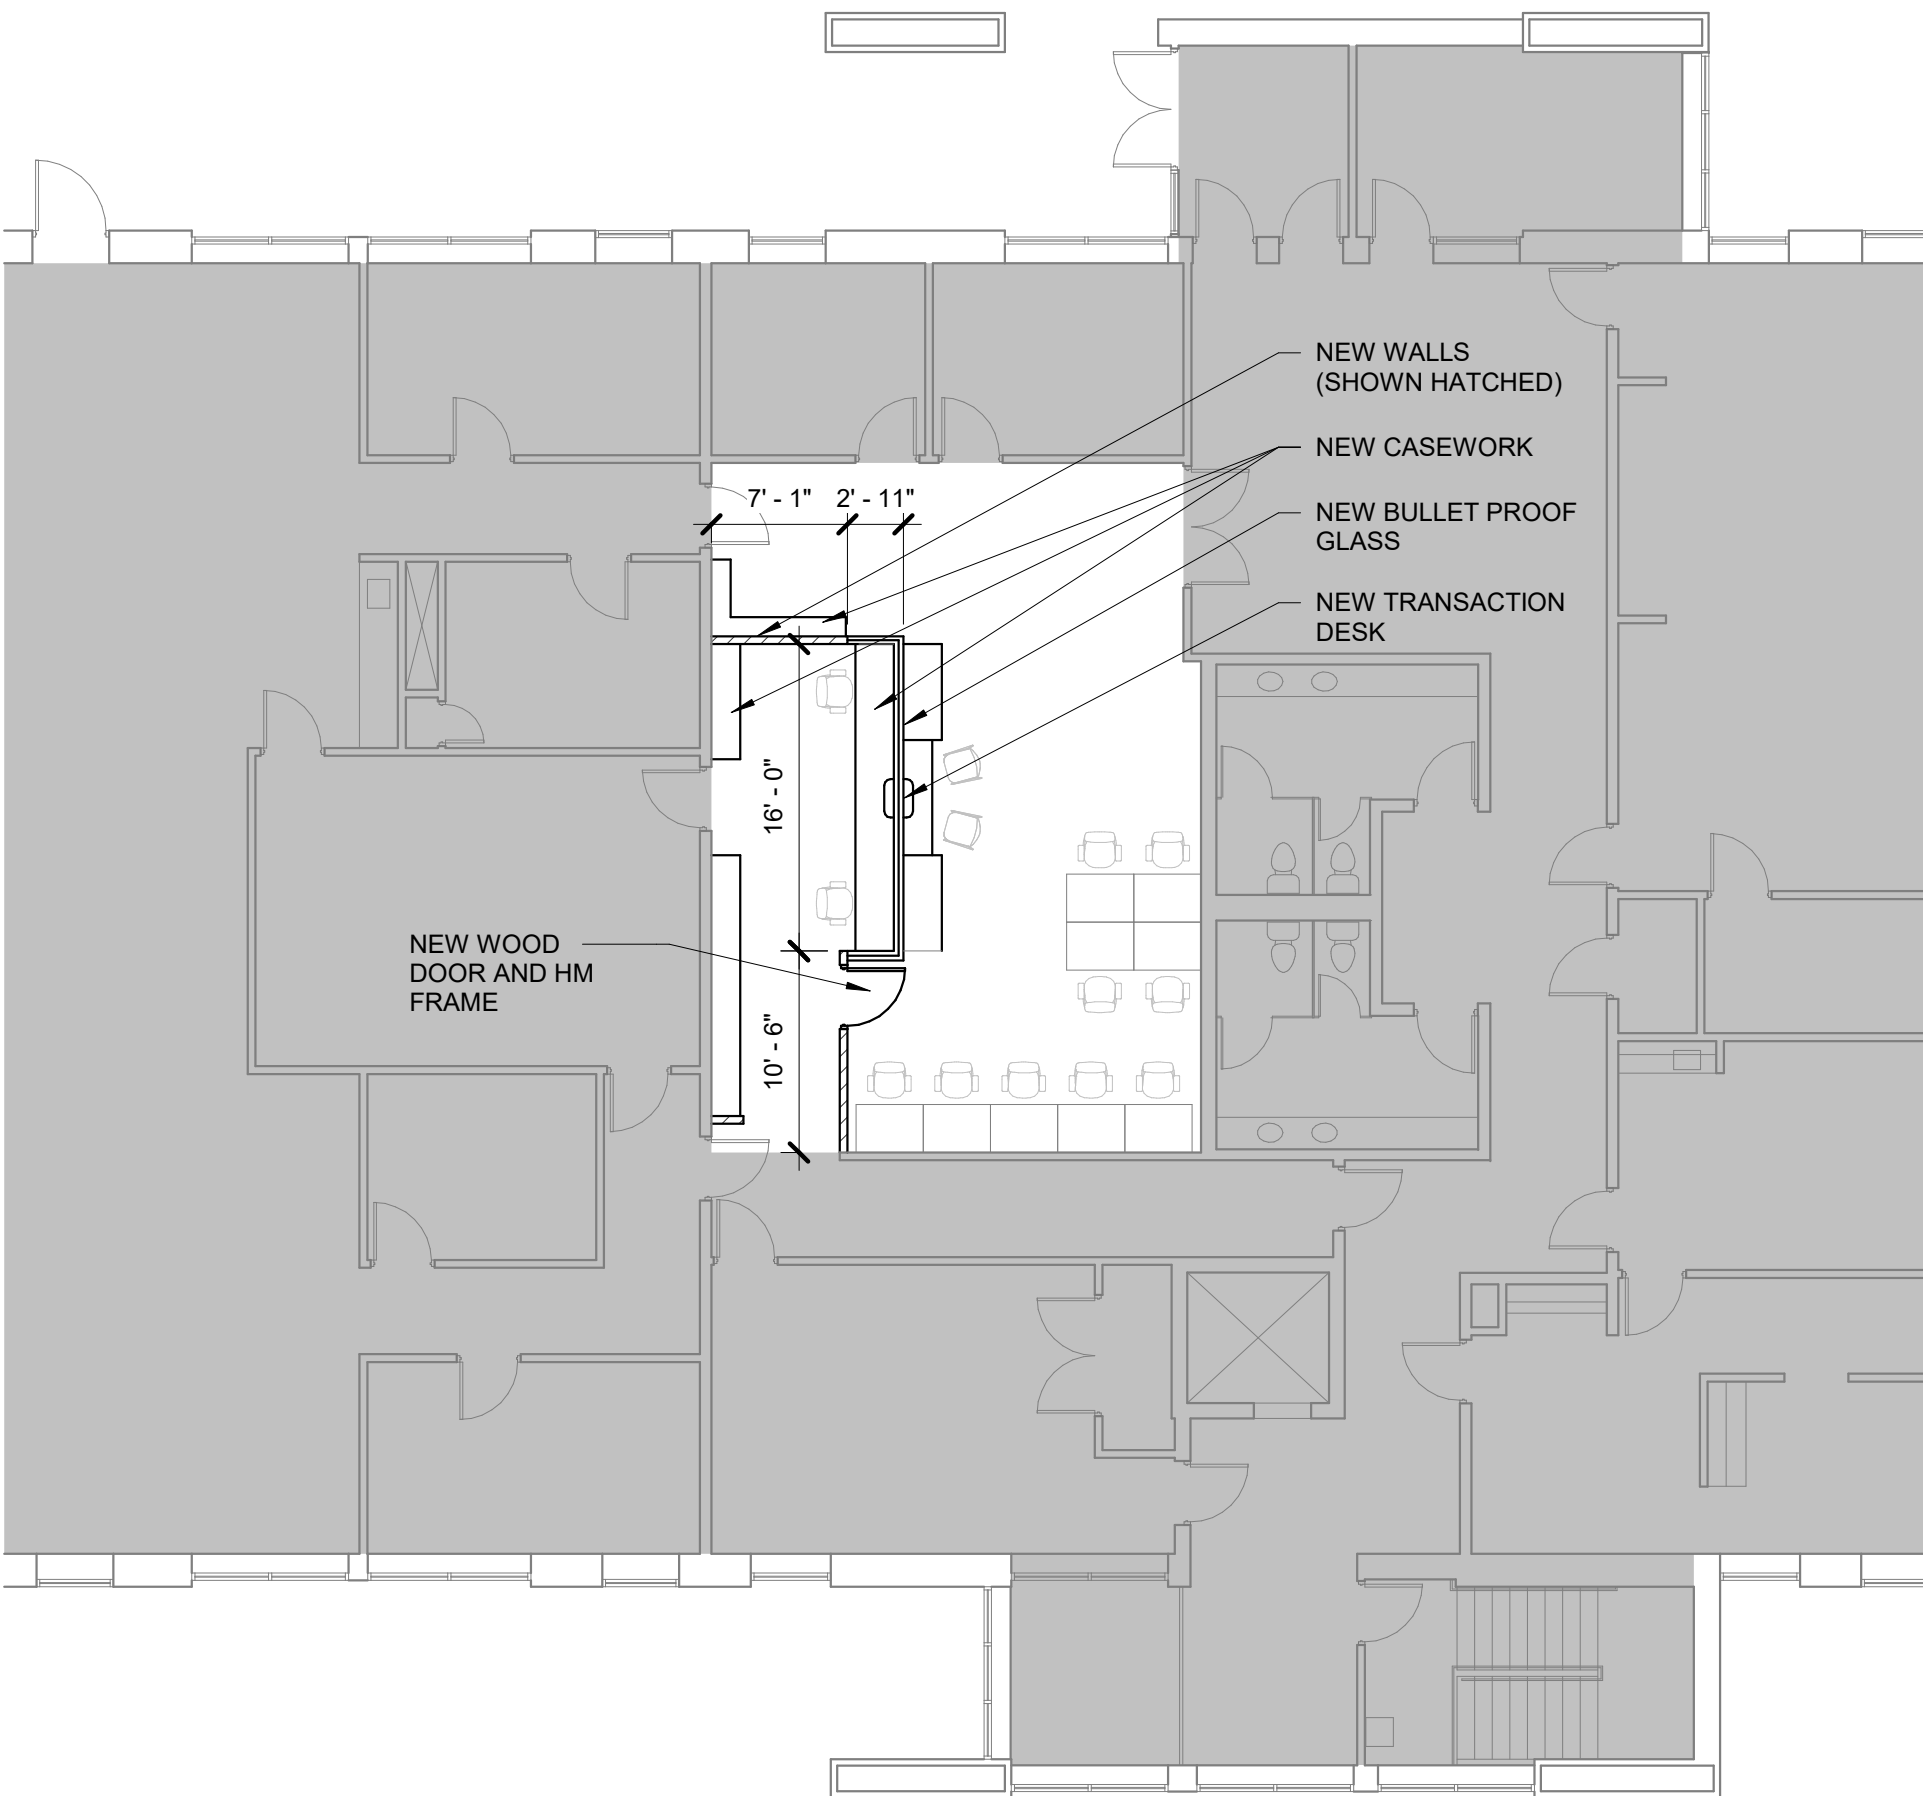 NEW WALLS
(SHOWN HATCHED)
NEW CASEWORK
7' - 1"
2' - 11"
NEW BULLET PROOF
GLASS
NEW TRANSACTION
DESK
16' - 0"
NEW WOOD
DOOR AND HM
FRAME
10' - 6"